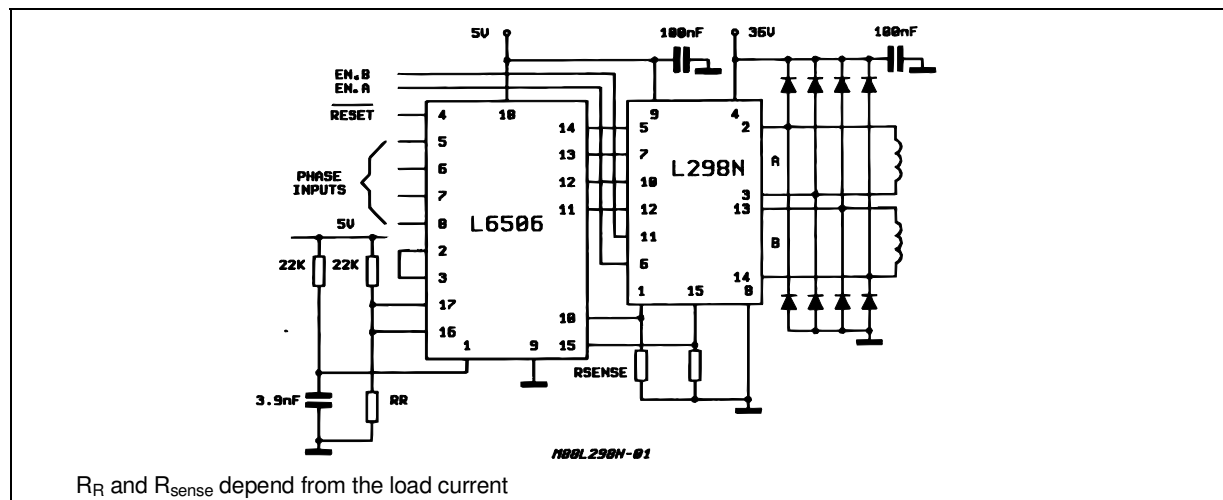 5V 100nF 36V 100nF
EN.B
EN.A
RESET
4 18 9 4
5 14 5 2
6 13 7 L298N A
PHASE INPUTS
7 12 10 3
8 11 12 13
L6506
5V
11 B
2 6
22K 22K
3 14
17 1 15 8
16 10
1 9 15
RSENSE
3.9nF RR
M88L298N-01
RR and Rsense depend from the load current